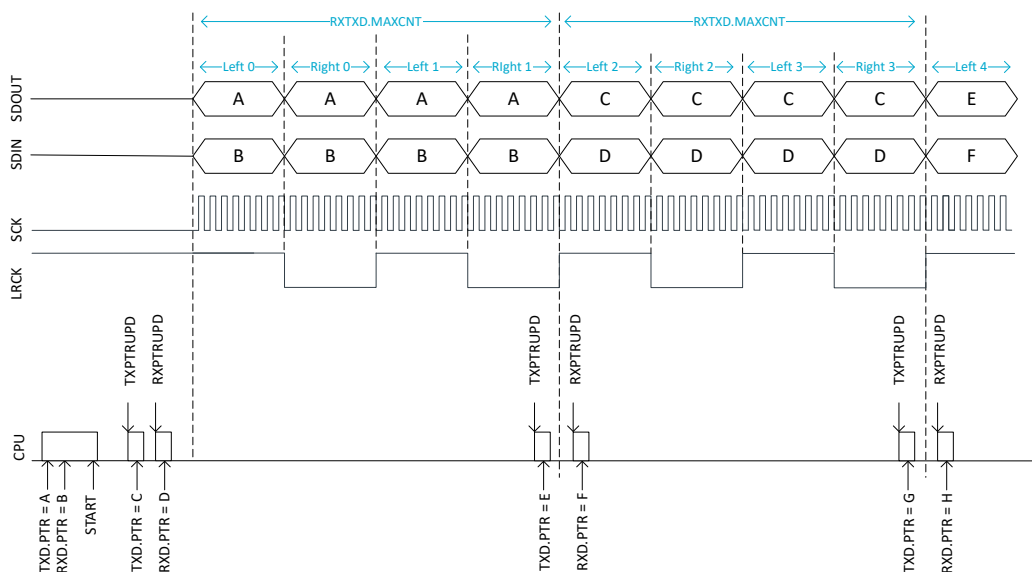 RXTXD.MAXCNT RXTXD.MAXCNT
Left 0 Right 0 Left 1 RIght 1 Left 2 Right 2 Left 3 Right 3 Left 4
SDOUT A A A A C C C C E
SDIN B B B B D D D D F
SCK
LRCK
TXPTRUPD RXPTRUPD TXPTRUPD RXPTRUPD TXPTRUPD RXPTRUPD
CPU
TXD.PTR = A
RXD.PTR = B
START
TXD.PTR = C
RXD.PTR = D
TXD.PTR = E
RXD.PTR = F
TXD.PTR = G
RXD.PTR = H